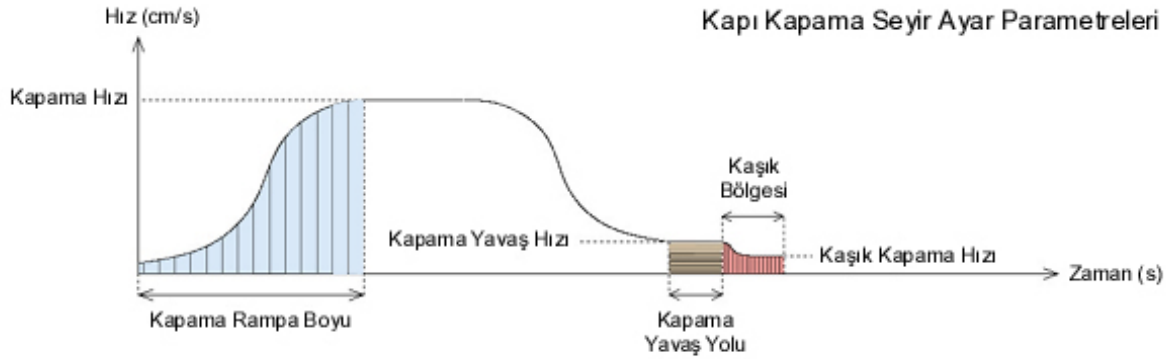 Hız (cm/s)
Kapı Kapama Seyir Ayar Parametreleri
Kapama Hızı
Kaşık
Bölgesi
Kapama Yavaş Hızı
Kaşık Kapama Hızı
Zaman (s)
Kapama Rampa Boyu
Kapama
Yavaş Yolu